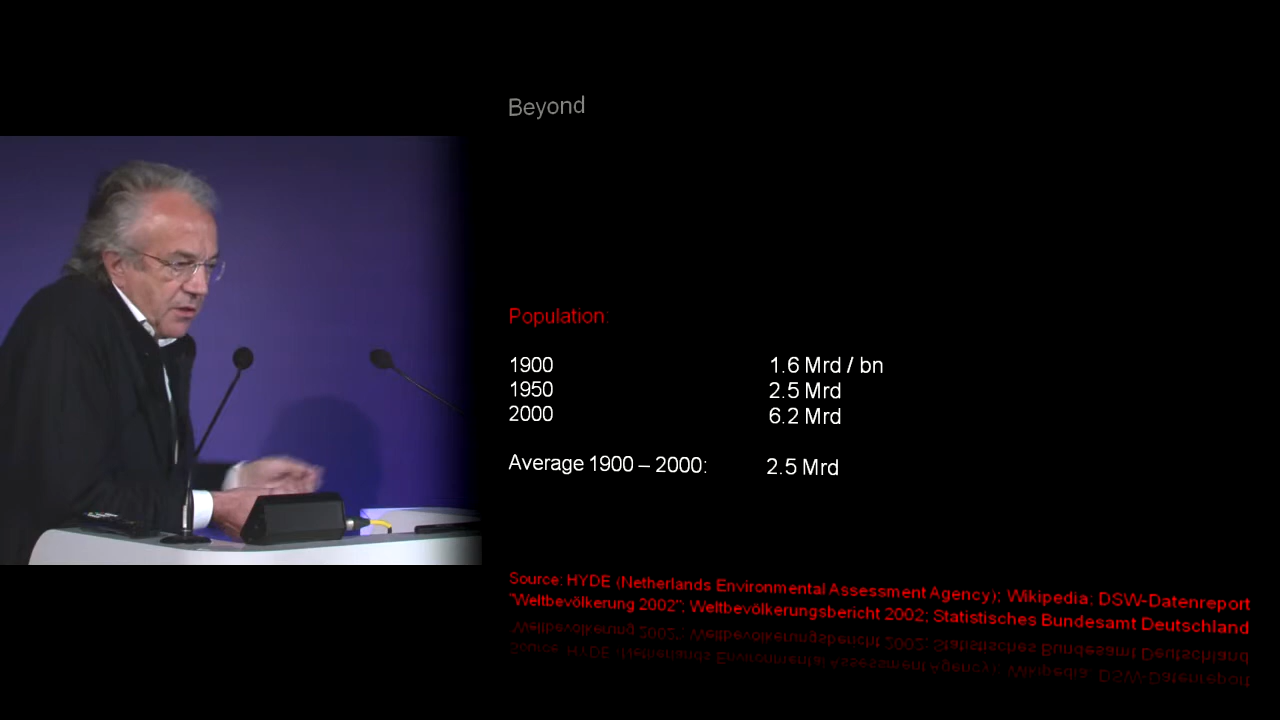 Beyond
Population:
1900 1.6 Mrd / bn
1950 2.5 Mrd
2000 6.2 Mrd
Average 1900 – 2000: 2.5 Mrd
Source: HYDE (Netherlands Environmental Assessment Agency); Wikipedia; DSW-Datenreport
"Weltbevölkerung 2002"; Weltbevölkerungsbericht 2002; Statistisches Bundesamt Deutschland